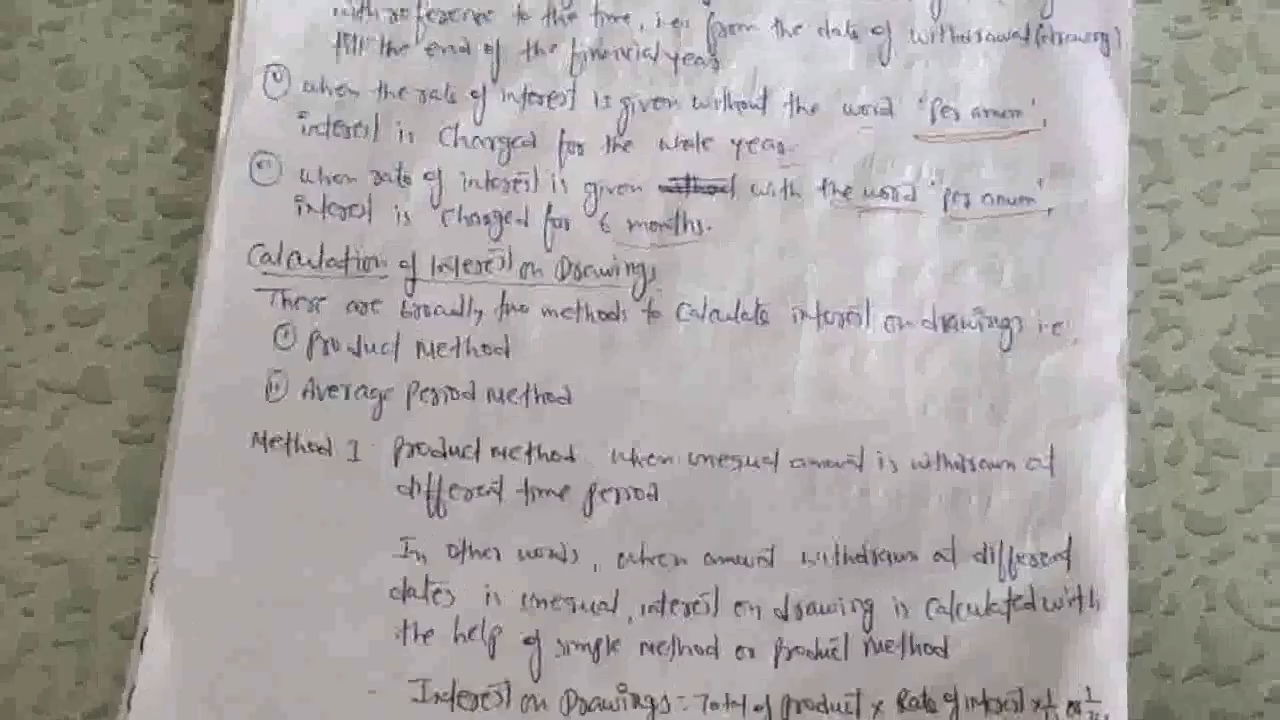 with reference to the time, i.e. from the date of withdrawal (drawing)
till the end of the financial year
when the rate of interest is given without the word 'Per anum',
interest is charged for the whole year.
when rate of interest is given with the word 'per anum',
interest is charged for 6 months.
Calculation of Interest on Drawings
There are broadly two methods to calculate interest on drawings i.e.
(i) Product Method
(ii) Average Period Method
Method 1 Product Method when unequal amount is withdrawn at
different time period
In other words, when amount withdrawn at different
dates is unequal, interest on drawing is calculated with
the help of simple method or product method
Interest on Drawings = Total of product x Rate of interest x